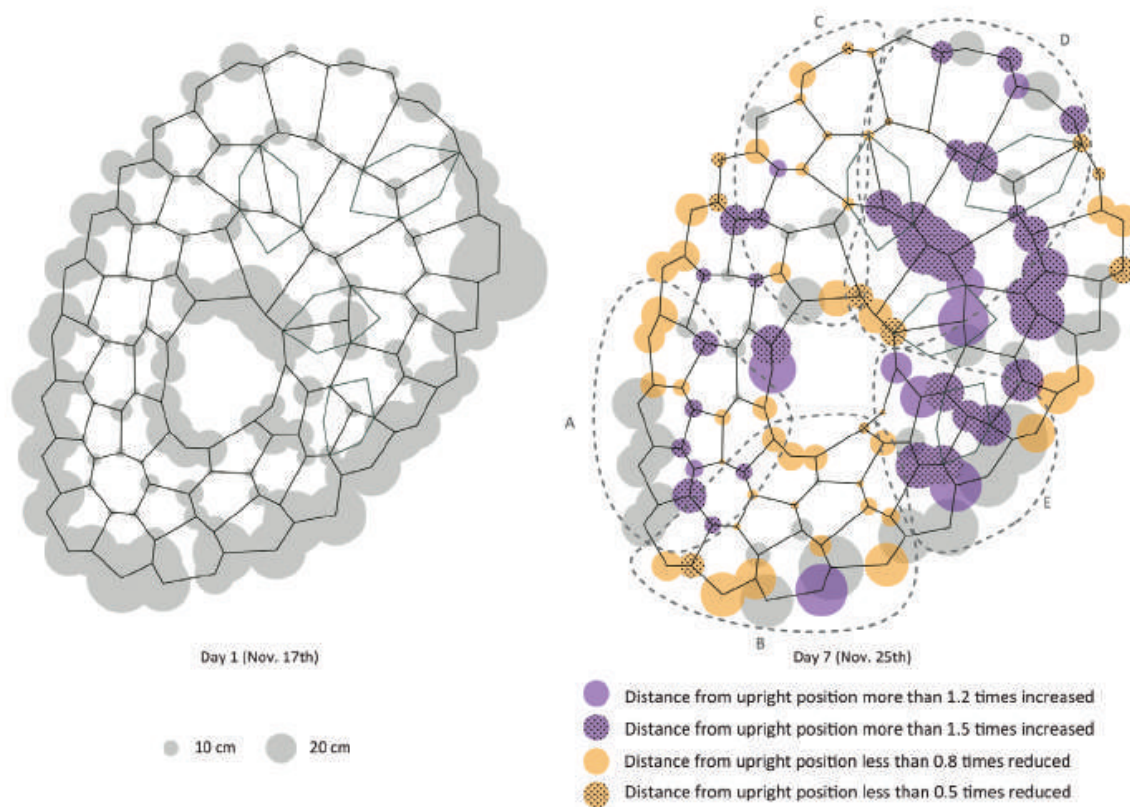 C
D
A
E
B
Day 1 (Nov. 17th)
Day 7 (Nov. 25th)
10 cm
20 cm
Distance from upright position more than 1.2 times increased
Distance from upright position more than 1.5 times increased
Distance from upright position less than 0.8 times reduced
Distance from upright position less than 0.5 times reduced